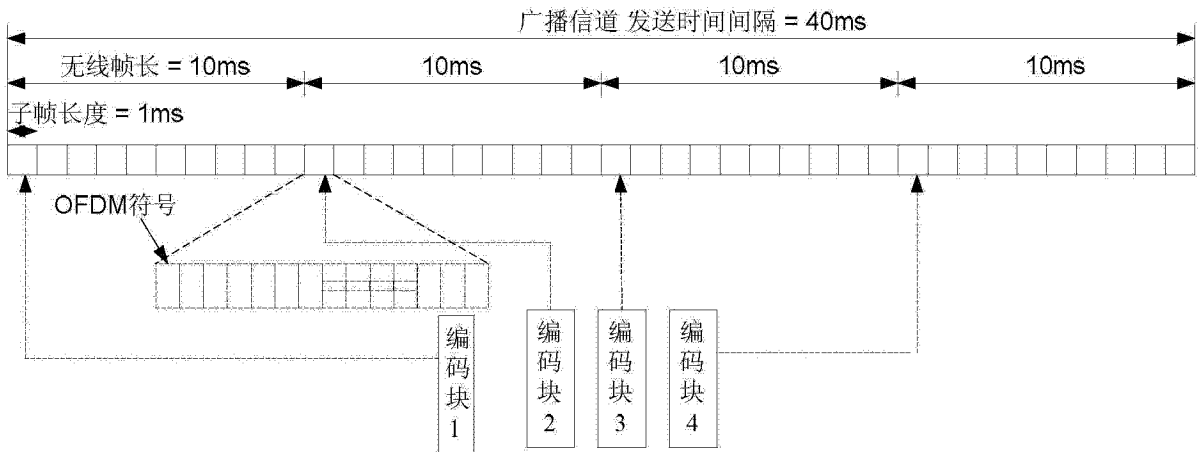 广播信道 发送时间间隔 = 40ms
无线帧长 = 10ms
10ms
10ms
10ms
子帧长度 = 1ms
OFDM符号
编码块1
编码块2
编码块3
编码块4